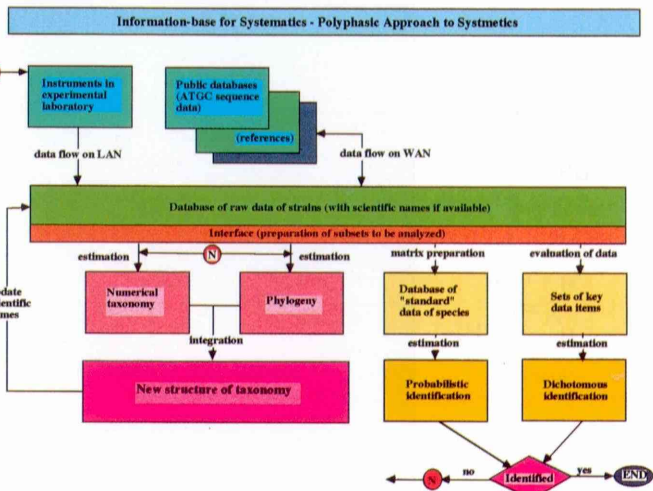 Information-base for Systematics - Polyphasic Approach to Systmetics
Instruments in
experimental
laboratory
Public databases
(ATGC sequence
data)
(references)
data flow on LAN
data flow on WAN
Database of raw data of strains (with scientific names if available)
Interface (preparation of subsets to be analyzed)
estimation
N
estimation
matrix preparation
evaluation of data
Numerical
taxonomy
Phylogeny
Database of
"standard"
data of species
Sets of key
data items
integration
estimation
estimation
New structure of taxonomy
Probabilistic
identification
Dichotomous
identification
no
Identified
yes
N
END